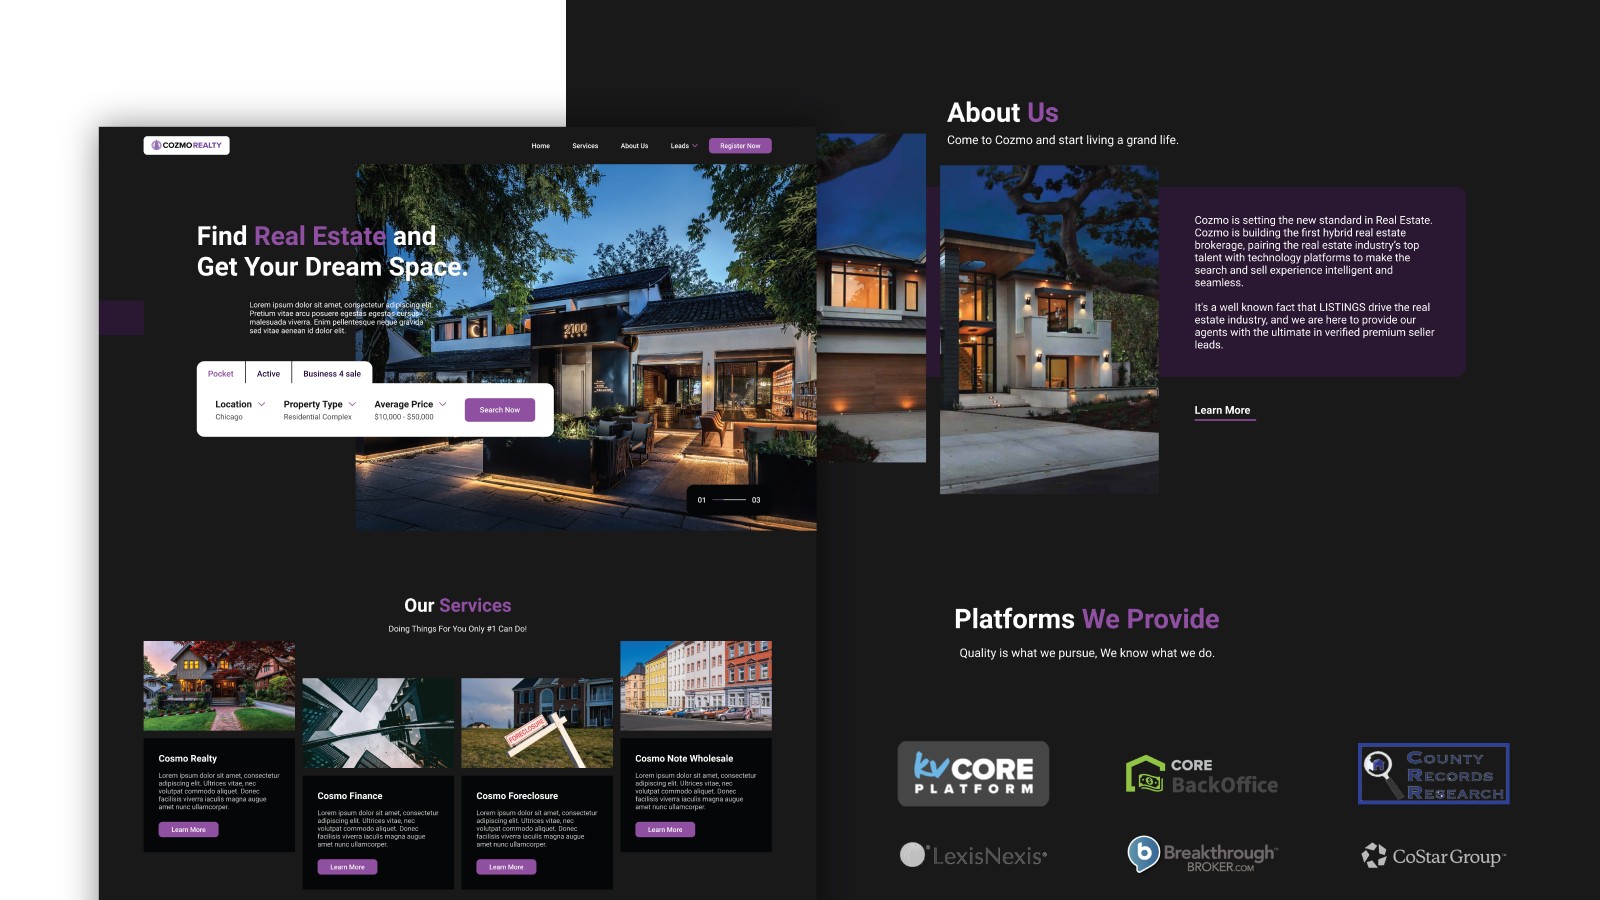 COZMO REALTY
Home
Services
About Us
Leads
Register Now
Find Real Estate and
Get Your Dream Space.
Lorem ipsum dolor sit amet, consectetur adipiscing elit.
Pretium vitae arcu posuere egestas egestas cursus
malesuada viverra. Enim pellentesque neque gravida
sed vitae aenean id dolor elit.
2700
Pocket
Active
Business 4 sale
Location
Chicago
Property Type
Residential Complex
Average Price
$10,000 - $50,000
Search Now
01
03
Our Services
Doing Things For You Only #1 Can Do!
Cosmo Realty
Lorem ipsum dolor sit amet, consectetur
adipiscing elit. Ultrices vitae, nec
volutpat commodo aliquet. Donec
facilisis viverra iaculis magna augue
amet nunc ullamcorper.
Learn More
Cosmo Finance
Lorem ipsum dolor sit amet, consectetur
adipiscing elit. Ultrices vitae, nec
volutpat commodo aliquet. Donec
facilisis viverra iaculis magna augue
amet nunc ullamcorper.
Learn More
FORECLOSURE
Cosmo Foreclosure
Lorem ipsum dolor sit amet, consectetur
adipiscing elit. Ultrices vitae, nec
volutpat commodo aliquet. Donec
facilisis viverra iaculis magna augue
amet nunc ullamcorper.
Learn More
Cosmo Note Wholesale
Lorem ipsum dolor sit amet, consectetur
adipiscing elit. Ultrices vitae, nec
volutpat commodo aliquet. Donec
facilisis viverra iaculis magna augue
amet nunc ullamcorper.
Learn More
About Us
Come to Cozmo and start living a grand life.
Cozmo is setting the new standard in Real Estate.
Cozmo is building the first hybrid real estate
brokerage, pairing the real estate industry's top
talent with technology platforms to make the
search and sell experience intelligent and
seamless.
It's a well known fact that LISTINGS drive the real
estate industry, and we are here to provide our
agents with the ultimate in verified premium seller
leads.
Learn More
Platforms We Provide
Quality is what we pursue, We know what we do.
kvCORE
PLATFORM
CORE
BackOffice
COUNTY
RECORDS
RESEARCH
LexisNexis®
b
Breakthrough™
BROKER.COM
CoStar Group™